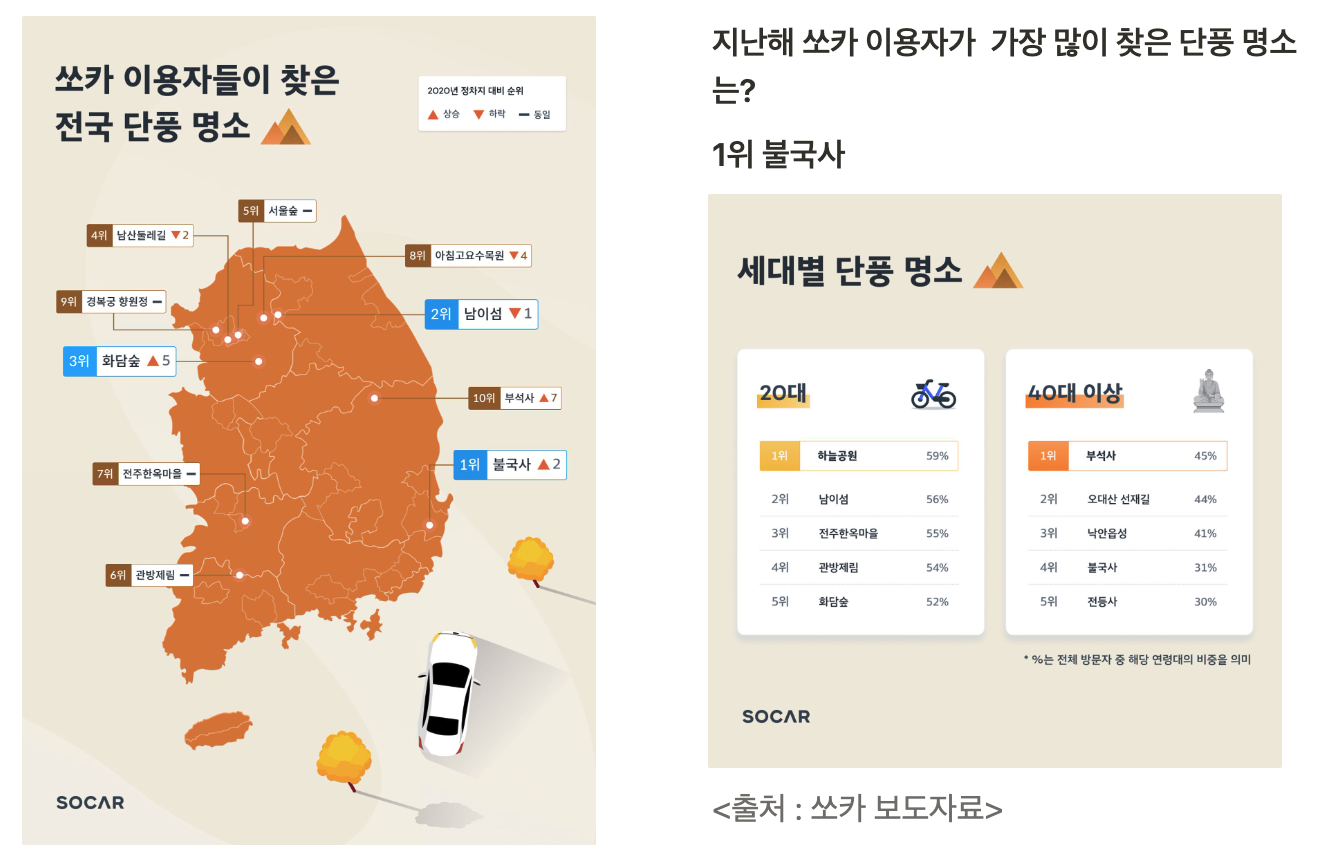 쏘카 이용자들이 찾은
전국 단풍 명소
2020년 정차지 대비 순위
▲ 상승 ▼ 하락 ━ 동일
5위 서울숲 ━
4위 남산둘레길 ▼2
8위 아침고요수목원 ▼4
9위 경복궁 향원정 ━
2위 남이섬 ▼1
3위 화담숲 ▲5
10위 부석사 ▲7
1위 불국사 ▲2
7위 전주한옥마을 ━
6위 관방제림 ━
SOCAR
지난해 쏘카 이용자가 가장 많이 찾은 단풍 명소
는?
1위 불국사
세대별 단풍 명소
20대
1위 하늘공원 59%
2위 남이섬 56%
3위 전주한옥마을 55%
4위 관방제림 54%
5위 화담숲 52%
40대 이상
1위 부석사 45%
2위 오대산 선재길 44%
3위 낙안읍성 41%
4위 불국사 31%
5위 전등사 30%
* %는 전체 방문자 중 해당 연령대의 비중을 의미
SOCAR
<출처 : 쏘카 보도자료>